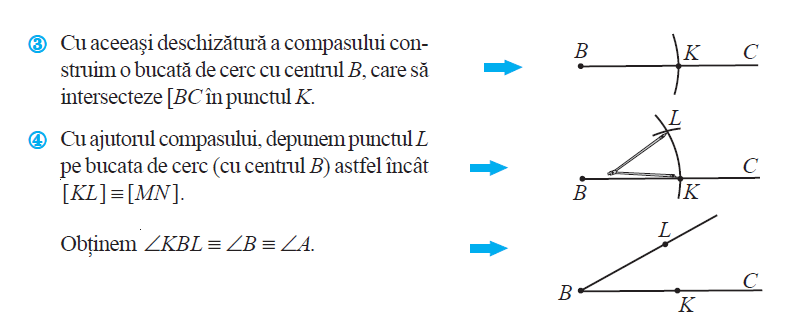 3 Cu aceeaşi deschizătură a compasului con-
struim o bucată de cerc cu centrul B, care să
intersecteze [BC în punctul K.
B K C
4 Cu ajutorul compasului, depunem punctul L
pe bucata de cerc (cu centrul B) astfel încât
[KL] ≡ [MN].
L
C
B K
Obținem ∠KBL ≡ ∠B ≡ ∠A.
L
C
B
K